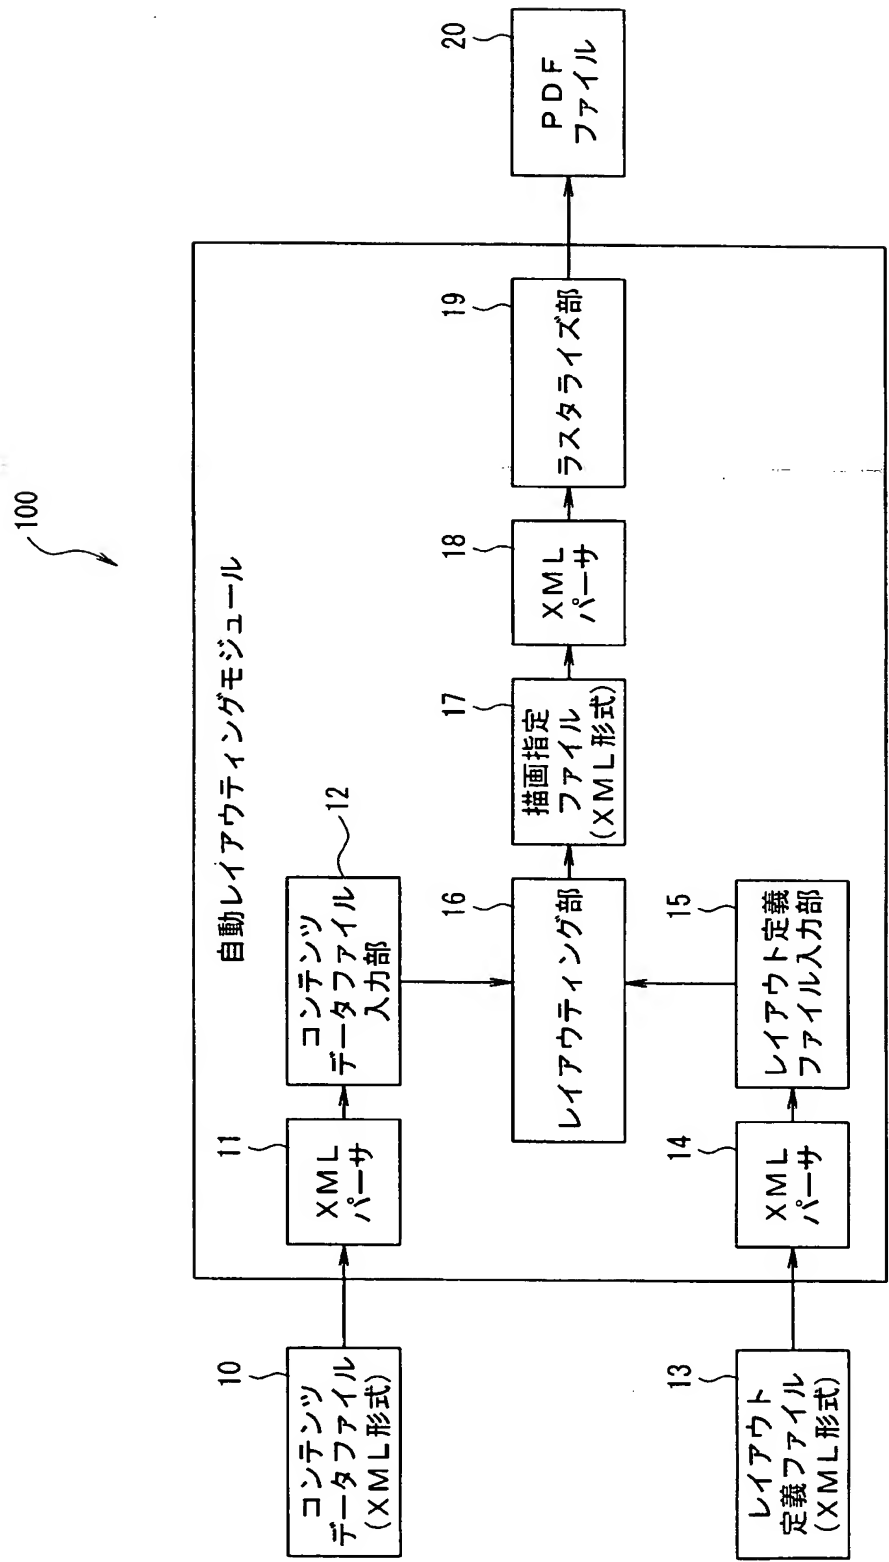 100
自動レイアウティングモジュール
10
コンテンツ
データファイル
(XML形式)
11
XML
パーサ
12
コンテンツ
データファイル
入力部
13
レイアウト
定義ファイル
(XML形式)
14
XML
パーサ
15
レイアウト定義
ファイル入力部
16
レイアウティング部
17
描画指定
ファイル
(XML形式)
18
XML
パーサ
19
ラスタライズ部
20
PDF
ファイル